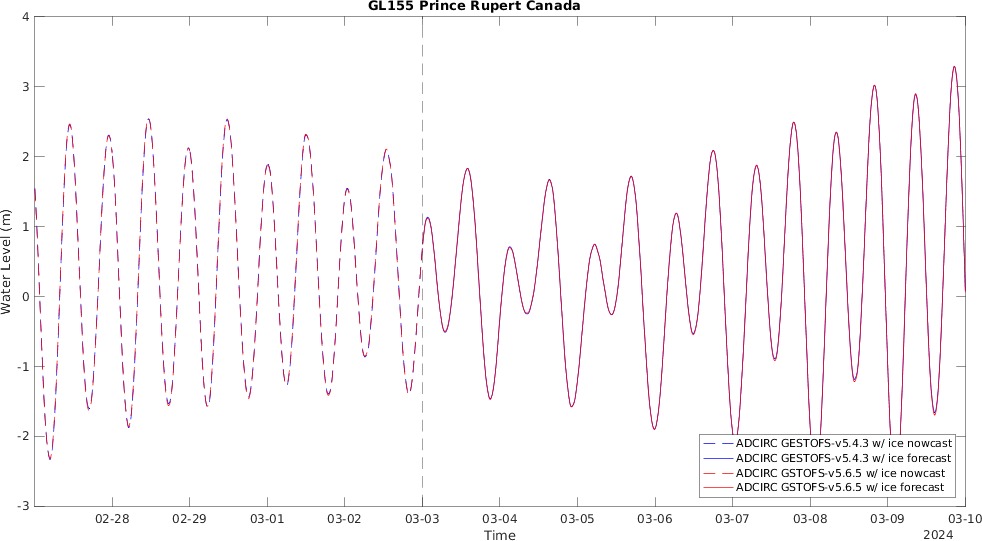 GL155 Prince Rupert Canada
4
3
2
1
0
-1
-2
-3
Water Level (m)
ADCIRC GESTOFS-v5.4.3 w/ ice nowcast
ADCIRC GESTOFS-v5.4.3 w/ ice forecast
ADCIRC GSTOFS-v5.6.5 w/ ice nowcast
ADCIRC GSTOFS-v5.6.5 w/ ice forecast
02-28 02-29 03-01 03-02 03-03 03-04 03-05 03-06 03-07 03-08 03-09 03-10
Time
2024